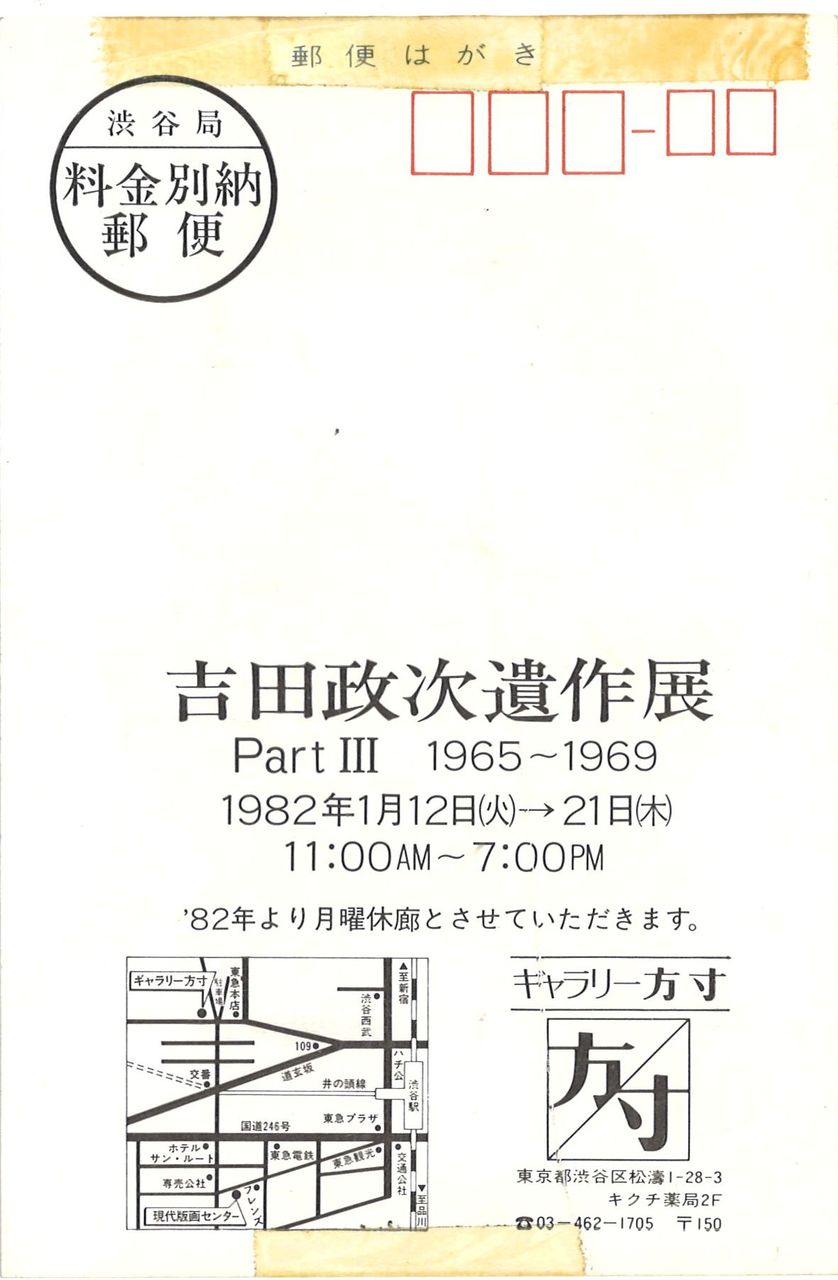 郵便はがき
渋谷局
料金別納
郵便
吉田政次遺作展
Part III 1965～1969
1982年1月12日(火)→21日(木)
11:00AM～7:00PM
'82年より月曜休廊とさせていただきます。
ギャラリー方寸
駐車場
東急本店
▲至新宿
渋谷西武
109
ハチ公
道玄坂
交番
井の頭線
渋谷駅
東急プラザ
国道246号
ホテル
サン・ルート
東急電鉄
東急観光
交通公社
専売公社
フレンズ
現代版画センター
▼至品川
ギャラリー方寸
方寸
東京都渋谷区松濤1-28-3
キクチ薬局2F
☎03-462-1705 〒150